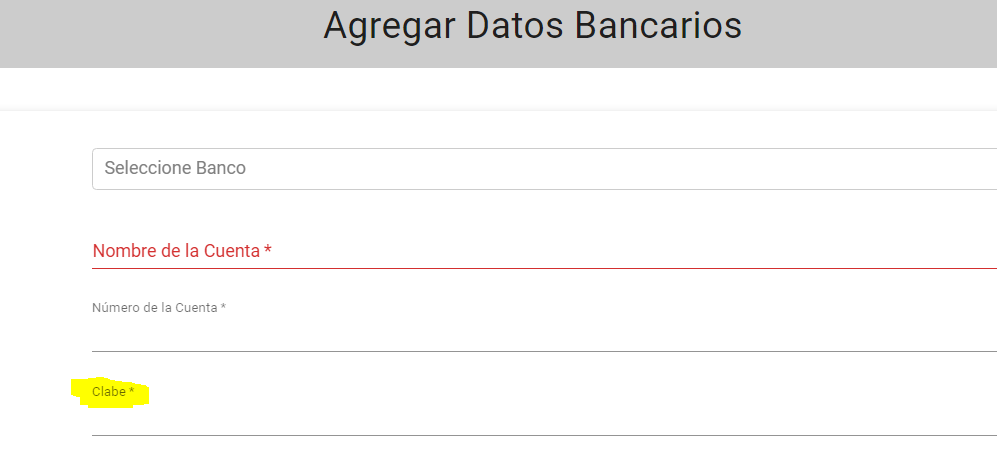 Agregar Datos Bancarios
Seleccione Banco
Nombre de la Cuenta *
Número de la Cuenta *
Clabe *